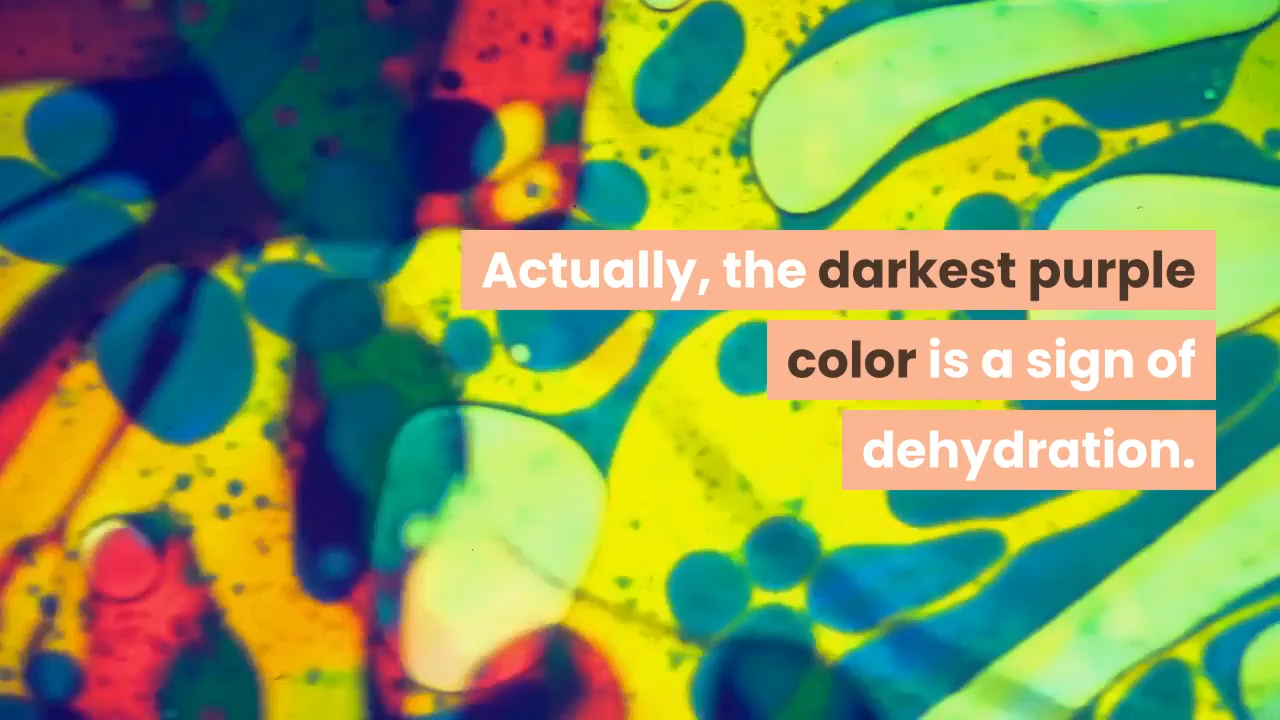 Actually, the darkest purple
color is a sign of
dehydration.